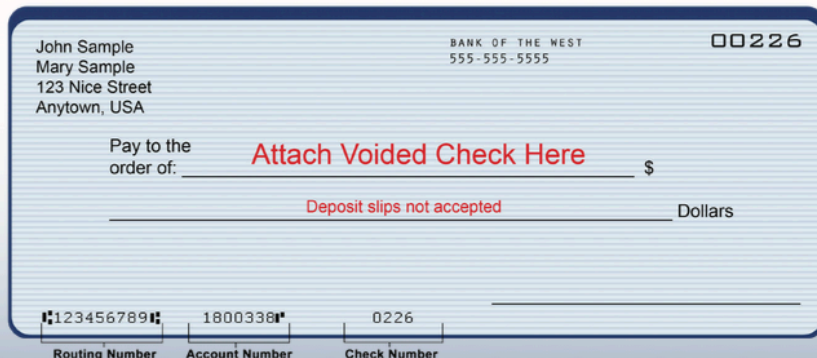 John Sample
Mary Sample
123 Nice Street
Anytown, USA
BANK OF THE WEST
555-555-5555
00226
Pay to the
order of: Attach Voided Check Here $
Deposit slips not accepted Dollars
⑆123456789⑆ 1800338⑈ 0226
Routing Number Account Number Check Number